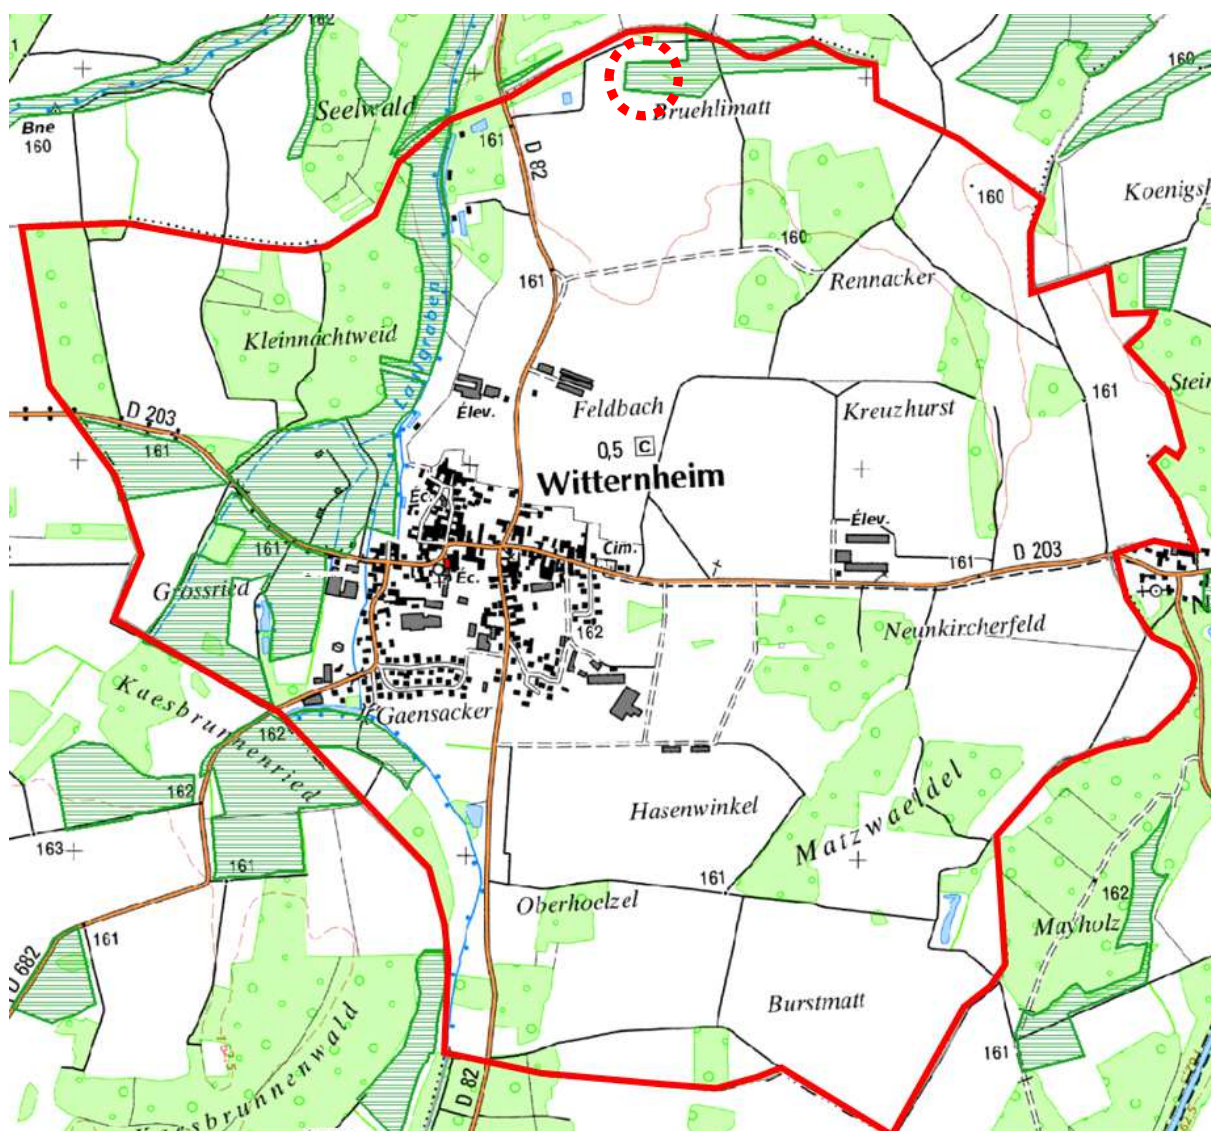 162
Seelwald
Bne
160
161
D 82
Bruehlimatt
160
160
Koenigsh
161
160
Rennacker
Kleinnachtweid
Lachgraben
Élev.
Feldbach
Kreuzhurst
161
Stein
D 203
161
0,5 C
Witternheim
Éc.
Élev.
161
Cim.
161
D 203
Éc.
Grossried
162
Neunkircherfeld
N
Kaesbrunnenried
Gaensacker
162
162
Hasenwinkel
Matzwaeldel
163
161
161
162
Oberhoelzel
Mayholz
161
D 682
Burstmatt
161
D 82
Kaesbrunnenwald